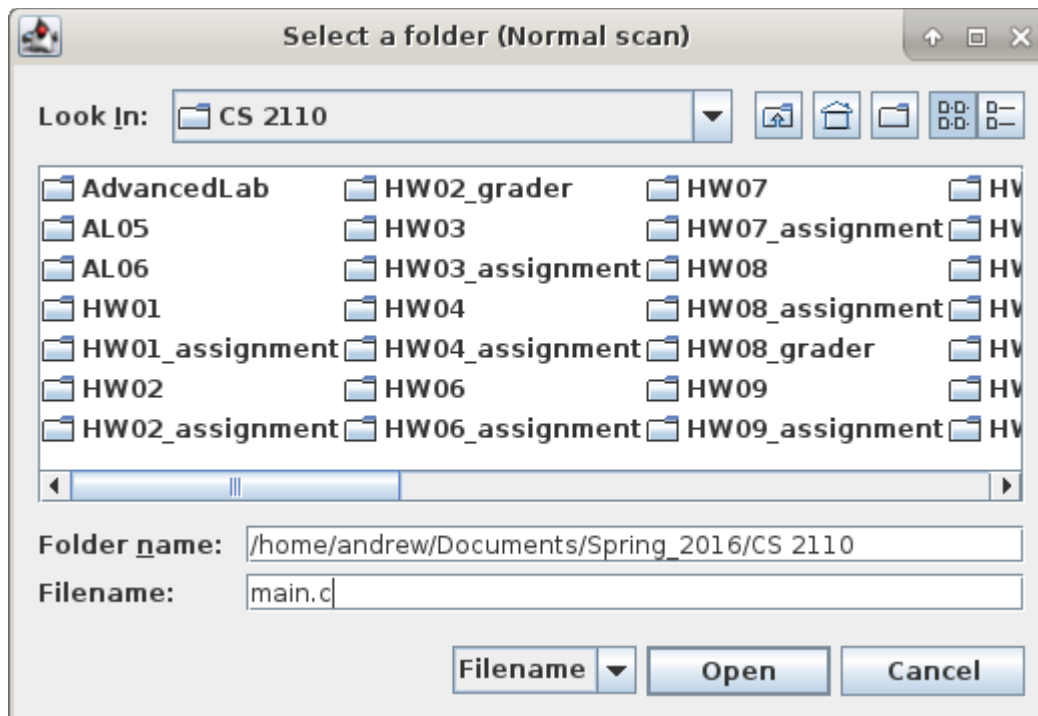 Select a folder (Normal scan)
Look In: CS 2110
AdvancedLab HW02_grader HW07
AL05 HW03 HW07_assignment
AL06 HW03_assignment HW08
HW01 HW04 HW08_assignment
HW01_assignment HW04_assignment HW08_grader
HW02 HW06 HW09
HW02_assignment HW06_assignment HW09_assignment
Folder name: /home/andrew/Documents/Spring_2016/CS 2110
Filename: main.c
Filename Open Cancel